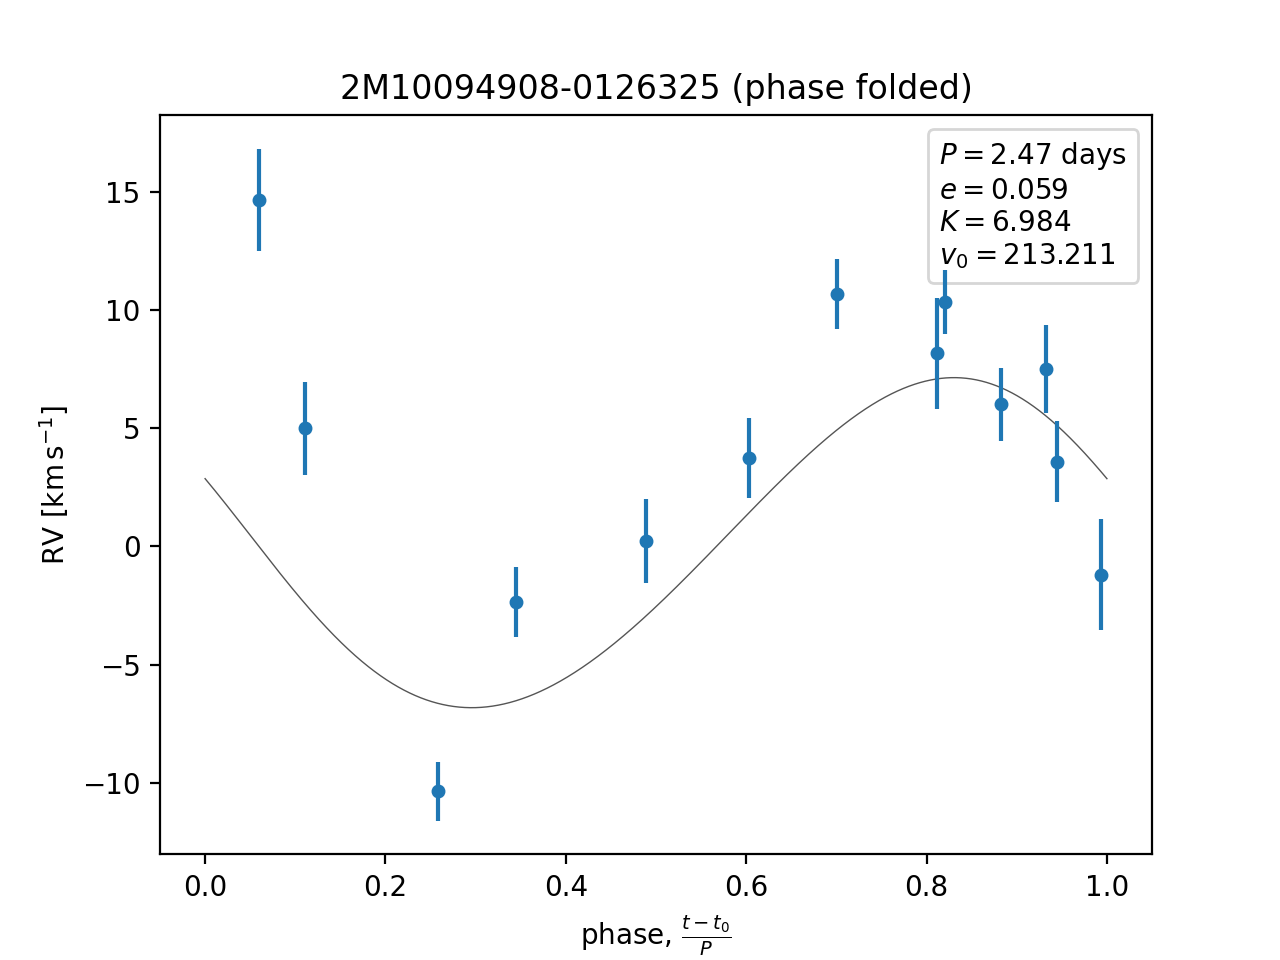 2M10094908-0126325 (phase folded)
P = 2.47 days
e = 0.059
K = 6.984
v₀ = 213.211
RV [km s⁻¹]
15
10
5
0
−5
−10
0.0 0.2 0.4 0.6 0.8 1.0
phase, (t − t₀)/P